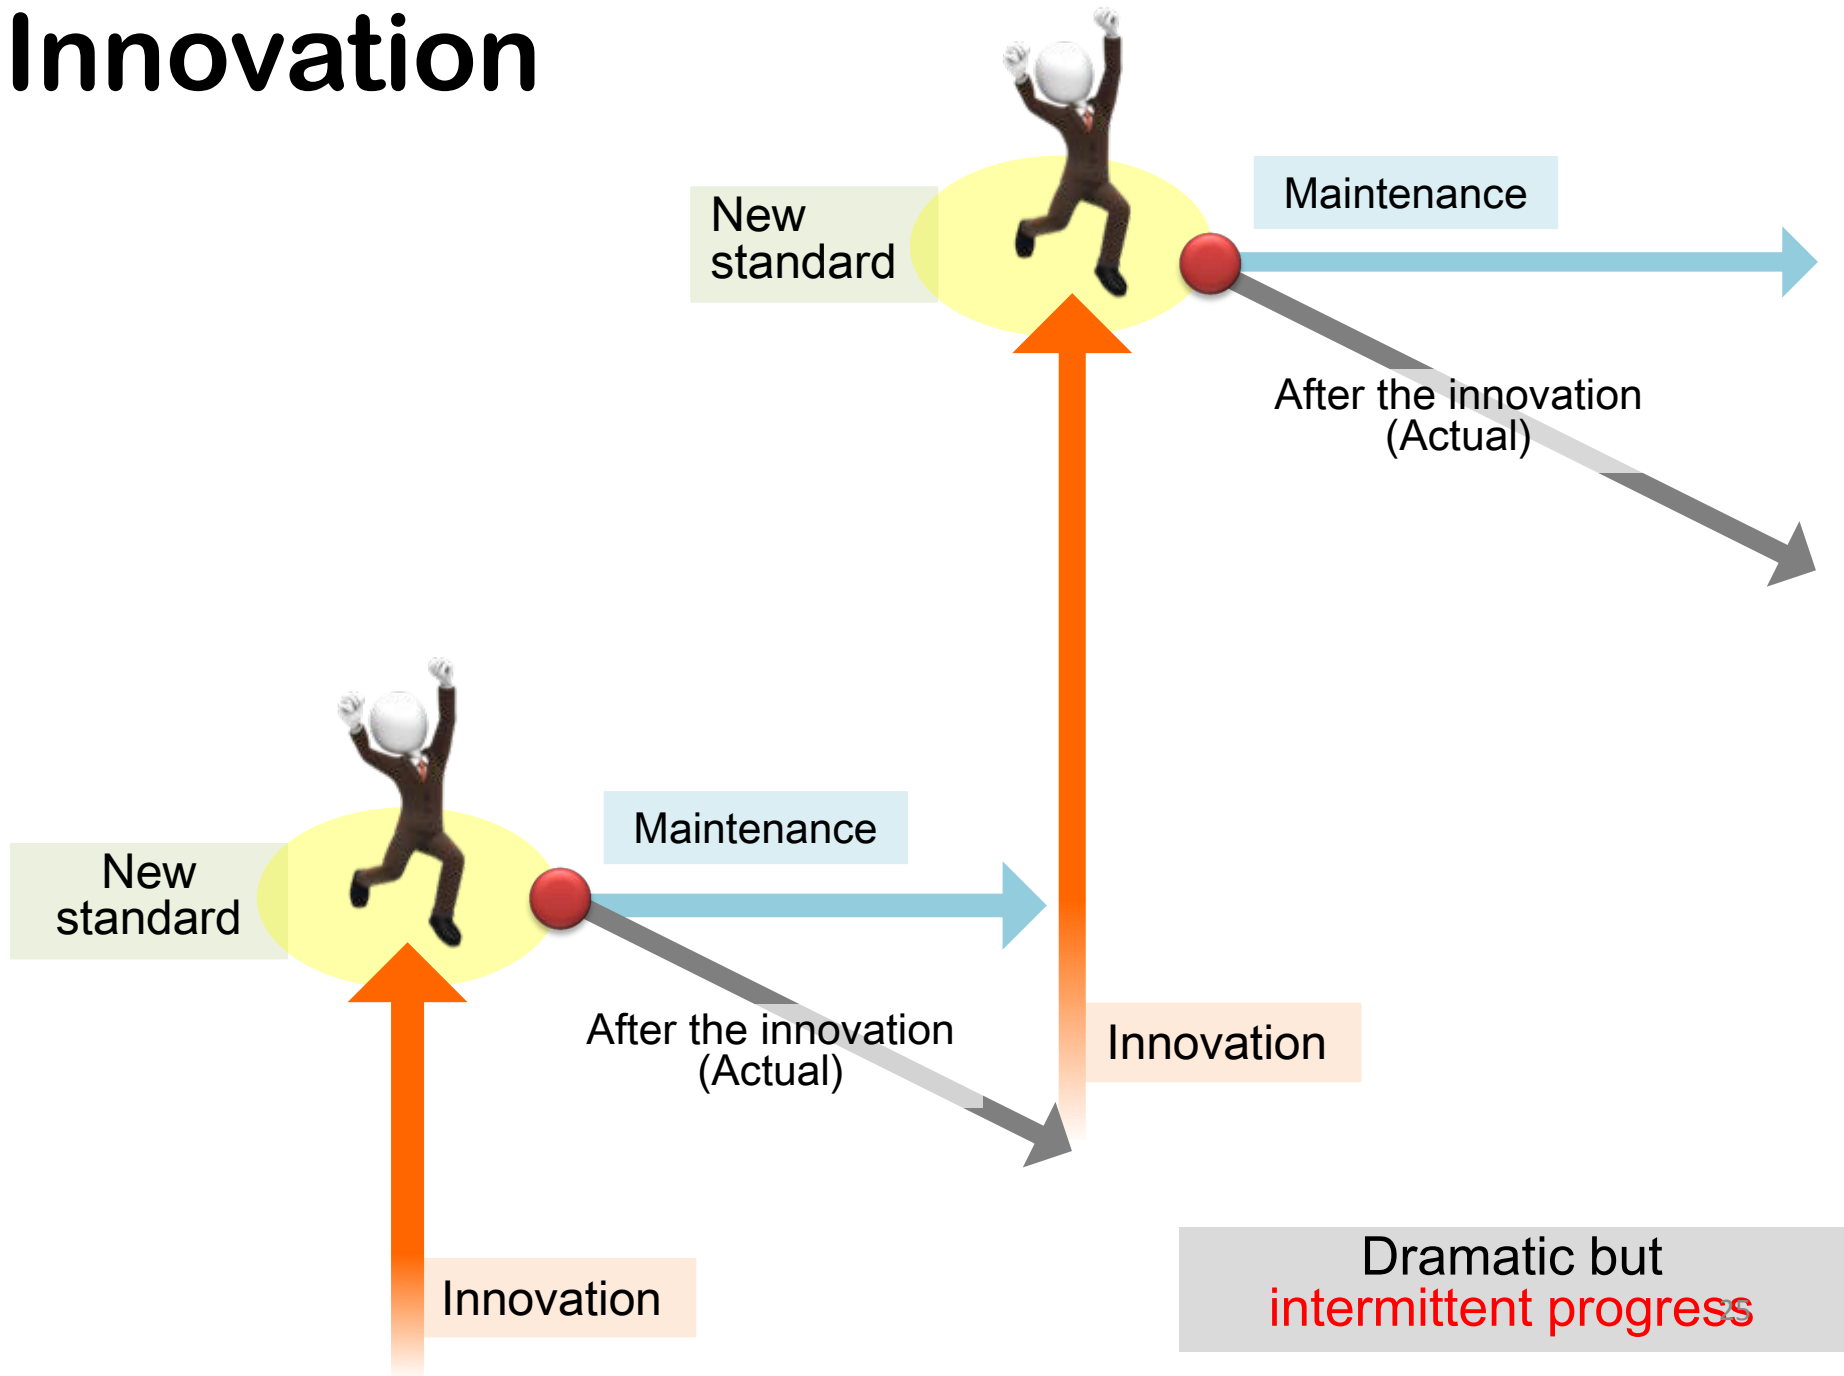 Innovation
New
standard
Maintenance
After the innovation
(Actual)
New
standard
Maintenance
After the innovation
(Actual)
Innovation
Innovation
Dramatic but
intermittent progress
25